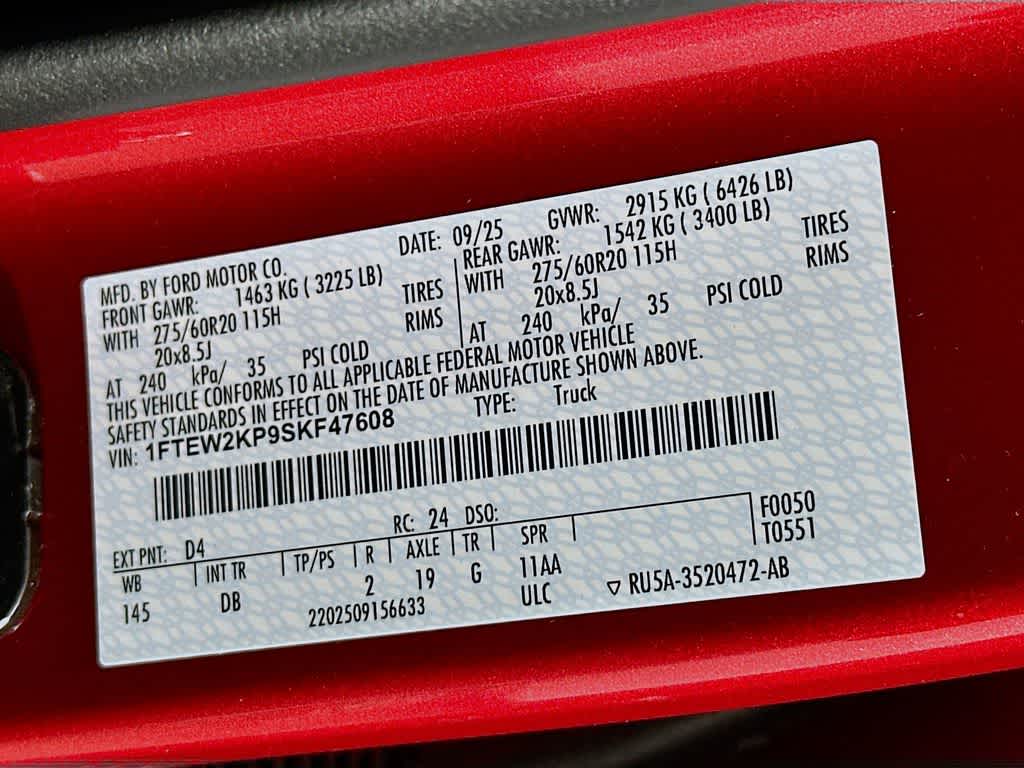 MFD. BY FORD MOTOR CO. DATE: 09/25 GVWR: 2915 KG ( 6426 LB)
FRONT GAWR: 1463 KG ( 3225 LB) REAR GAWR: 1542 KG ( 3400 LB)
WITH 275/60R20 115H TIRES WITH 275/60R20 115H TIRES
20x8.5J RIMS 20x8.5J RIMS
AT 240 kPa/ 35 PSI COLD AT 240 kPa/ 35 PSI COLD
THIS VEHICLE CONFORMS TO ALL APPLICABLE FEDERAL MOTOR VEHICLE
SAFETY STANDARDS IN EFFECT ON THE DATE OF MANUFACTURE SHOWN ABOVE.
VIN: 1FTEW2KP9SKF47608 TYPE: Truck
EXT PNT: D4 RC: 24 DSO: F0050
WB INT TR TP/PS R AXLE TR SPR T0551
145 DB 2 19 G 11AA
2202509156633 ULC ▽ RU5A-3520472-AB